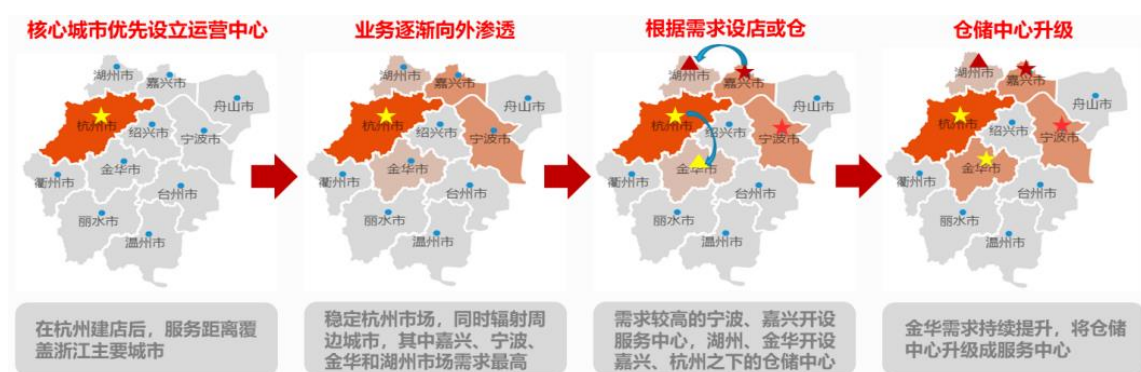 核心城市优先设立运营中心
业务逐渐向外渗透
根据需求设店或仓
仓储中心升级
湖州市
嘉兴市
舟山市
杭州市
绍兴市
宁波市
衢州市
金华市
台州市
丽水市
温州市
湖州市
嘉兴市
舟山市
杭州市
绍兴市
宁波市
衢州市
金华市
台州市
丽水市
温州市
湖州市
嘉兴市
舟山市
杭州市
绍兴市
宁波市
衢州市
金华市
台州市
丽水市
温州市
湖州市
嘉兴市
舟山市
杭州市
绍兴市
宁波市
衢州市
金华市
台州市
丽水市
温州市
在杭州建店后，服务距离覆
盖浙江主要城市
稳定杭州市场，同时辐射周
边城市，其中嘉兴、宁波、
金华和湖州市场需求最高
需求较高的宁波、嘉兴开设
服务中心，湖州、金华开设
嘉兴、杭州之下的仓储中心
金华需求持续提升，将仓储
中心升级成服务中心